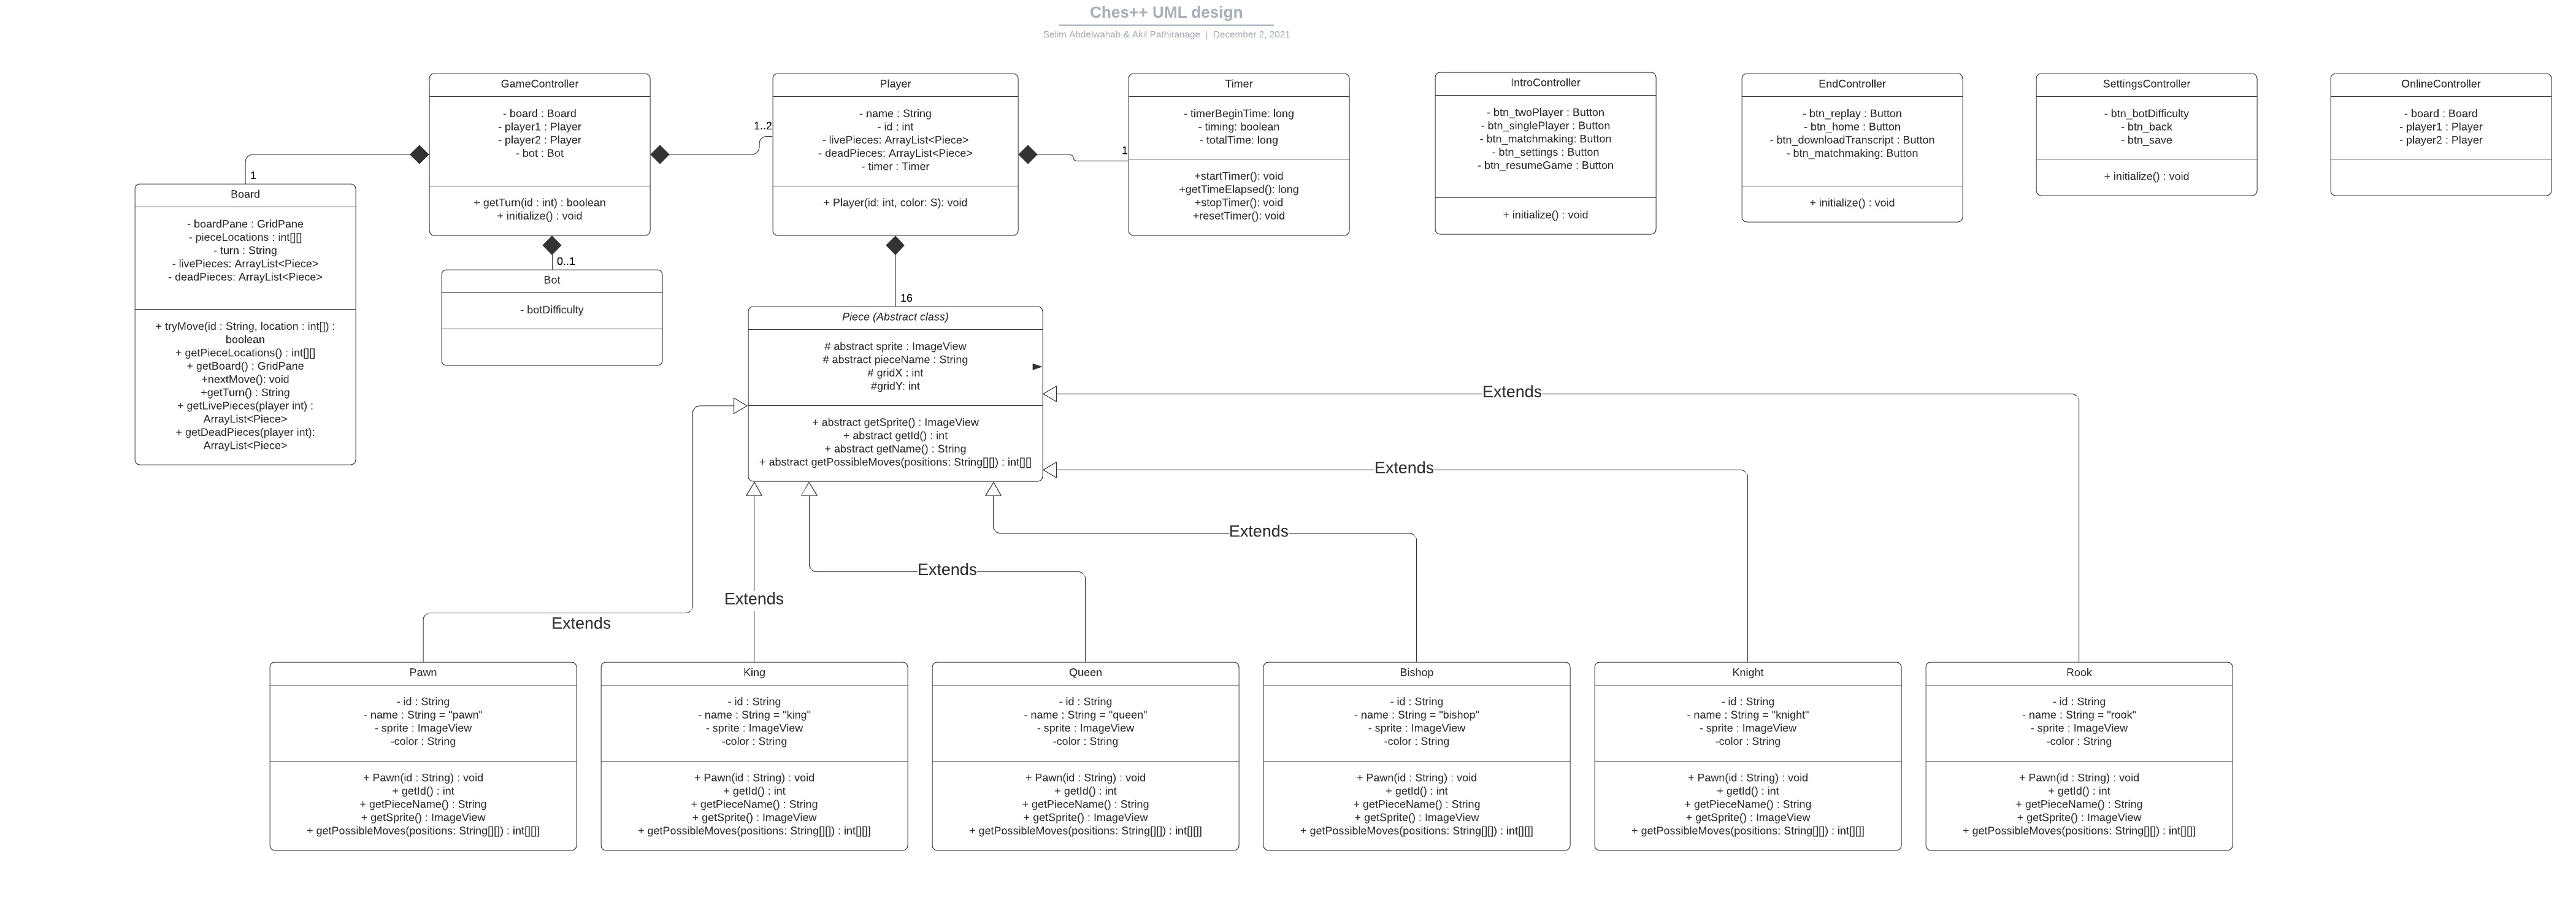 Ches++ UML design
Selim Abdelwahab & Akil Pathiranage | December 2, 2021
GameController
- board : Board
- player1 : Player
- player2 : Player
- bot : Bot
+ getTurn(id : int) : boolean
+ initialize() : void
1..2
Player
- name : String
- id : int
- livePieces: ArrayList<Piece>
- deadPieces: ArrayList<Piece>
- timer : Timer
+ Player(id: int, color: S): void
1
Timer
- timerBeginTime: long
- timing: boolean
- totalTime: long
+startTimer(): void
+getTimeElapsed(): long
+stopTimer(): void
+resetTimer(): void
IntroController
- btn_twoPlayer : Button
- btn_singlePlayer : Button
- btn_matchmaking: Button
- btn_settings : Button
- btn_resumeGame : Button
+ initialize() : void
EndController
- btn_replay : Button
- btn_home : Button
- btn_downloadTranscript : Button
- btn_matchmaking: Button
+ initialize() : void
SettingsController
- btn_botDifficulty
- btn_back
- btn_save
+ initialize() : void
OnlineController
- board : Board
- player1 : Player
- player2 : Player
1
Board
- boardPane : GridPane
- pieceLocations : int[][]
- turn : String
- livePieces: ArrayList<Piece>
- deadPieces: ArrayList<Piece>
+ tryMove(id : String, location : int[]) :
boolean
+ getPieceLocations() : int[][]
+ getBoard() : GridPane
+nextMove(): void
+getTurn() : String
+ getLivePieces(player int) :
ArrayList<Piece>
+ getDeadPieces(player int):
ArrayList<Piece>
0..1
Bot
- botDifficulty
16
Piece (Abstract class)
# abstract sprite : ImageView
# abstract pieceName : String
# gridX : int
#gridY: int
+ abstract getSprite() : ImageView
+ abstract getId() : int
+ abstract getName() : String
+ abstract getPossibleMoves(positions: String[][]) : int[][]
Extends
Extends
Extends
Extends
Extends
Extends
Pawn
- id : String
- name : String = "pawn"
- sprite : ImageView
-color : String
+ Pawn(id : String) : void
+ getId() : int
+ getPieceName() : String
+ getSprite() : ImageView
+ getPossibleMoves(positions: String[][]) : int[][]]
King
- id : String
- name : String = "king"
- sprite : ImageView
-color : String
+ Pawn(id : String) : void
+ getId() : int
+ getPieceName() : String
+ getSprite() : ImageView
+ getPossibleMoves(positions: String[][]) : int[][]]
Queen
- id : String
- name : String = "queen"
- sprite : ImageView
-color : String
+ Pawn(id : String) : void
+ getId() : int
+ getPieceName() : String
+ getSprite() : ImageView
+ getPossibleMoves(positions: String[][]) : int[][]]
Bishop
- id : String
- name : String = "bishop"
- sprite : ImageView
-color : String
+ Pawn(id : String) : void
+ getId() : int
+ getPieceName() : String
+ getSprite() : ImageView
+ getPossibleMoves(positions: String[][]) : int[][]]
Knight
- id : String
- name : String = "knight"
- sprite : ImageView
-color : String
+ Pawn(id : String) : void
+ getId() : int
+ getPieceName() : String
+ getSprite() : ImageView
+ getPossibleMoves(positions: String[][]) : int[][]]
Rook
- id : String
- name : String = "rook"
- sprite : ImageView
-color : String
+ Pawn(id : String) : void
+ getId() : int
+ getPieceName() : String
+ getSprite() : ImageView
+ getPossibleMoves(positions: String[][]) : int[][]]